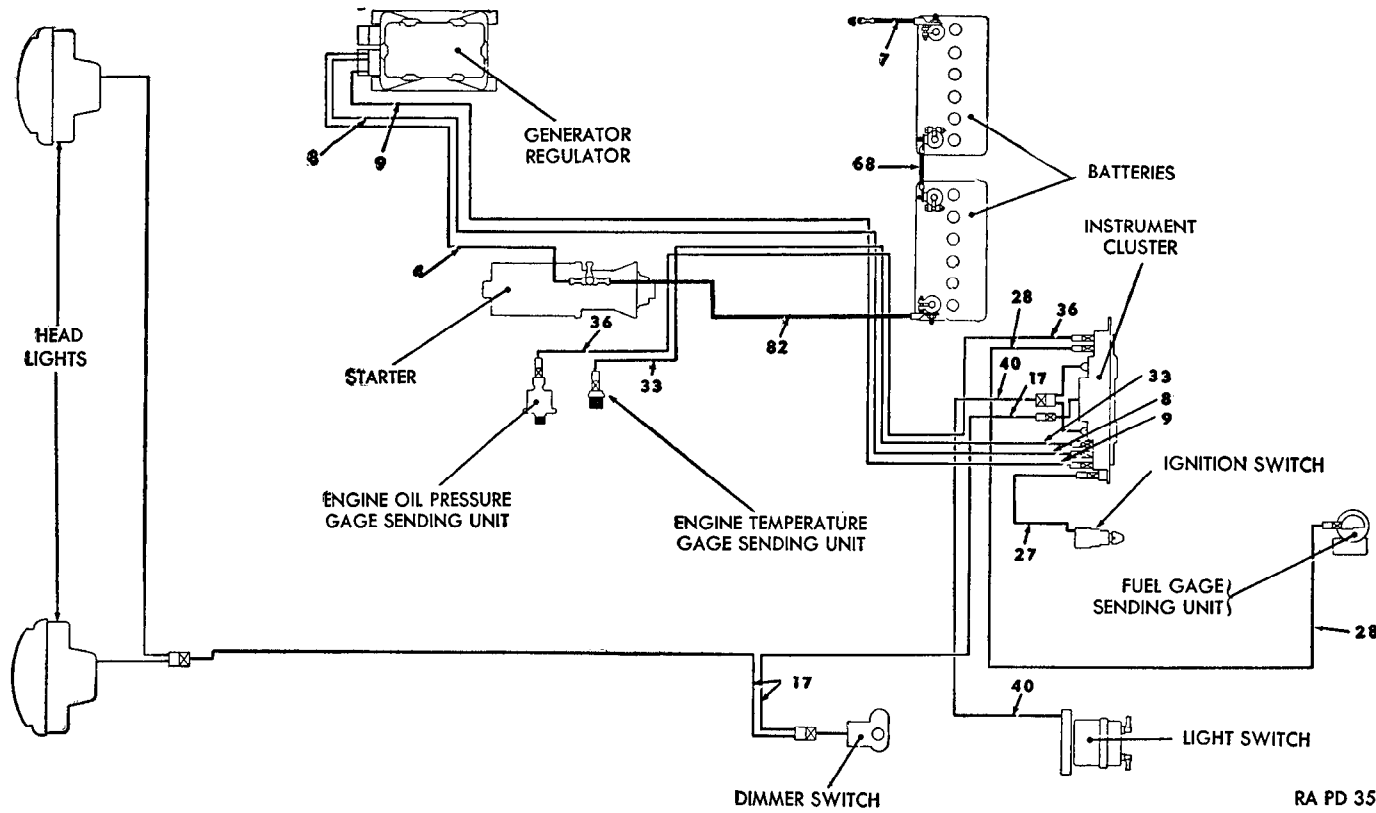 7
GENERATOR
REGULATOR
8
9
68
BATTERIES
INSTRUMENT
CLUSTER
6
28
36
HEAD
LIGHTS
36
82
STARTER
33
40
17
33
8
9
IGNITION SWITCH
ENGINE OIL PRESSURE
GAGE SENDING UNIT
ENGINE TEMPERATURE
GAGE SENDING UNIT
27
FUEL GAGE
SENDING UNIT
28
17
40
LIGHT SWITCH
DIMMER SWITCH
RA PD 35